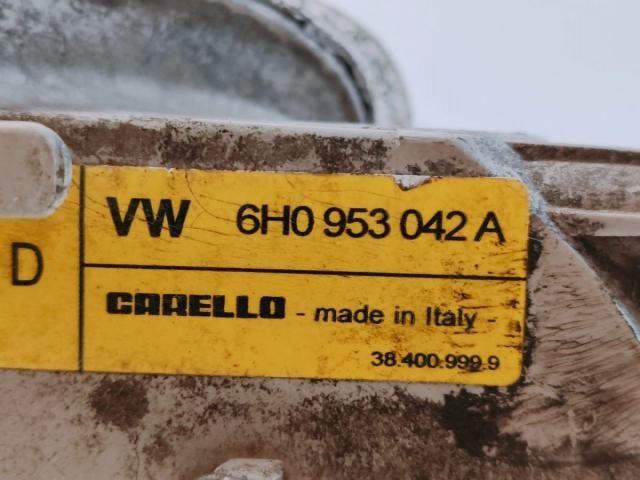 D
VW 6H0 953 042 A
CARELLO - made in Italy -
38.400.999.9